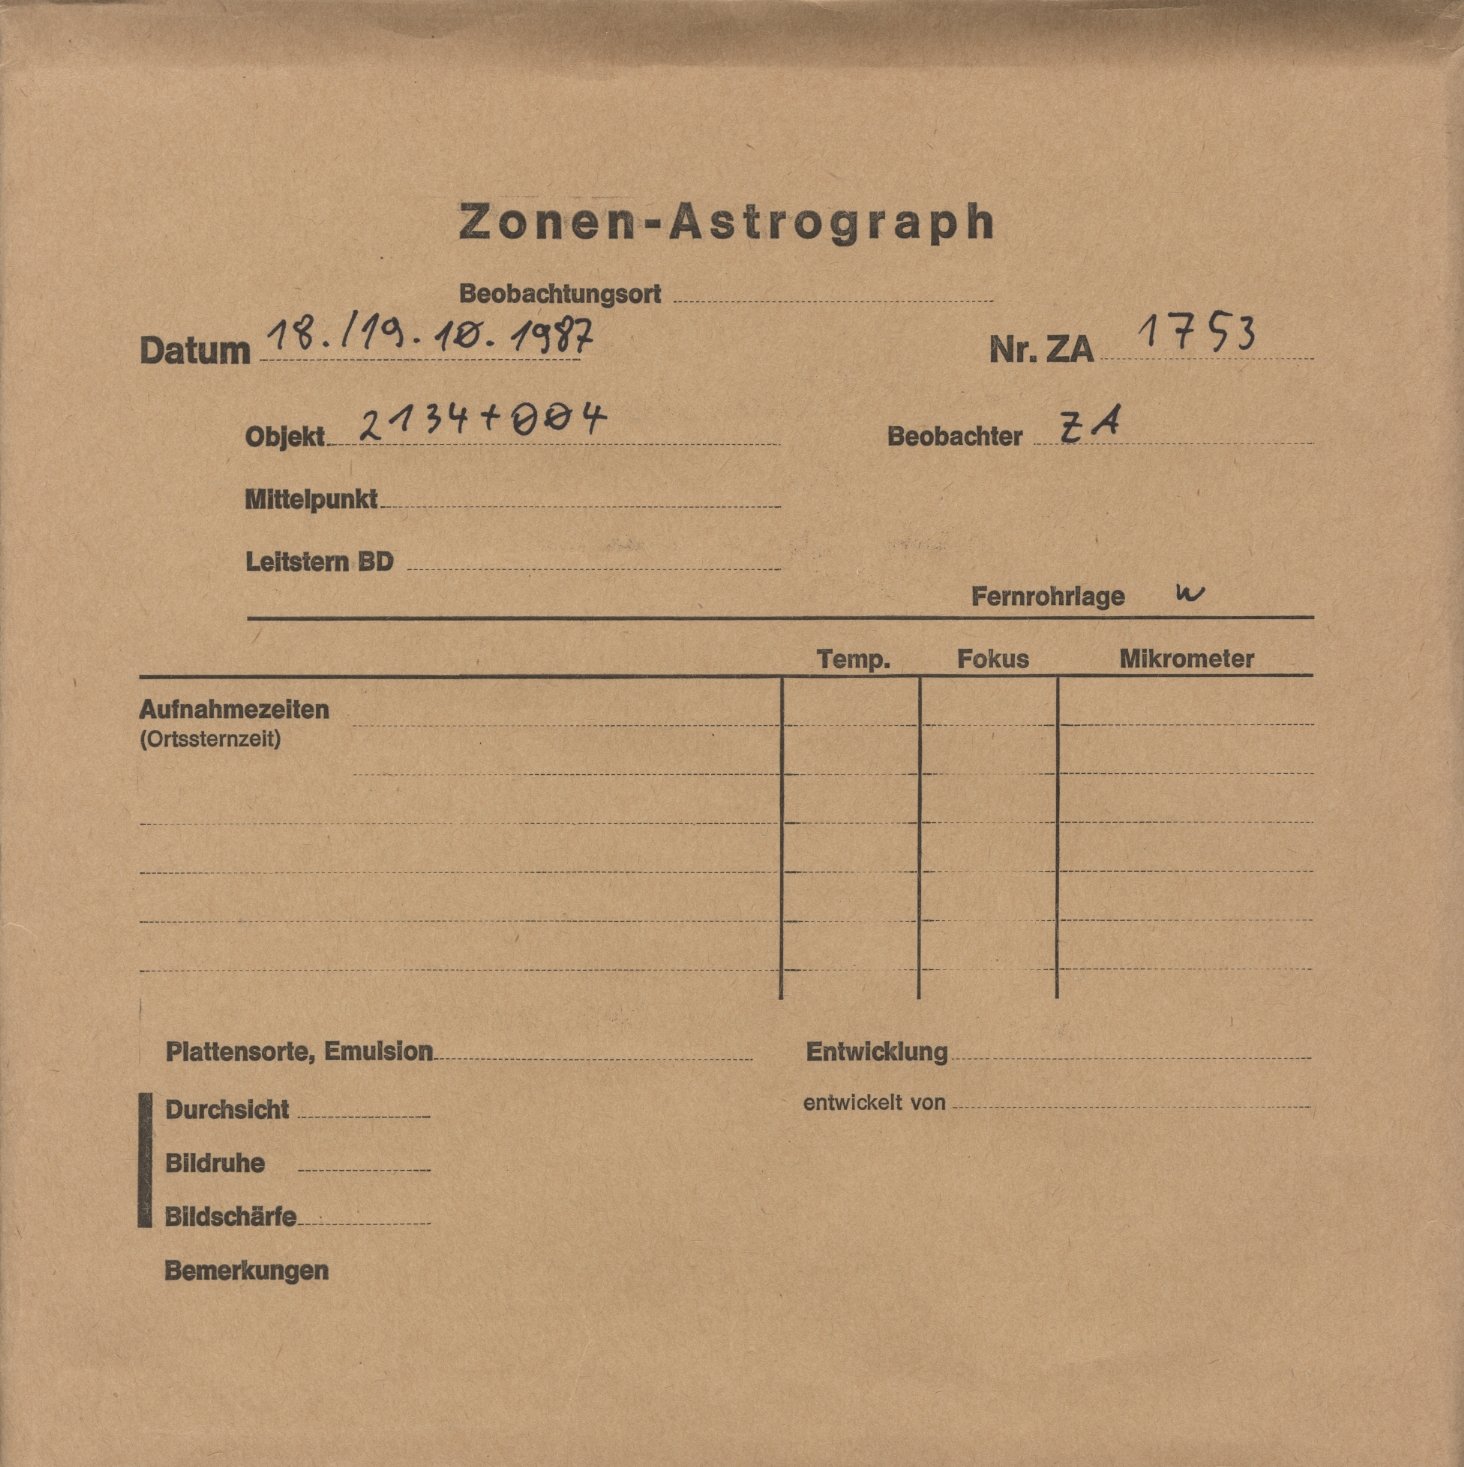 Zonen-Astrograph
Beobachtungsort
Datum 18./19.10.1987 Nr. ZA 1753
Objekt 2134+004 Beobachter ZA
Mittelpunkt
Leitstern BD
Fernrohrlage W
Temp. Fokus Mikrometer
Aufnahmezeiten
(Ortssternzeit)
Plattensorte, Emulsion Entwicklung
Durchsicht entwickelt von
Bildruhe
Bildschärfe
Bemerkungen